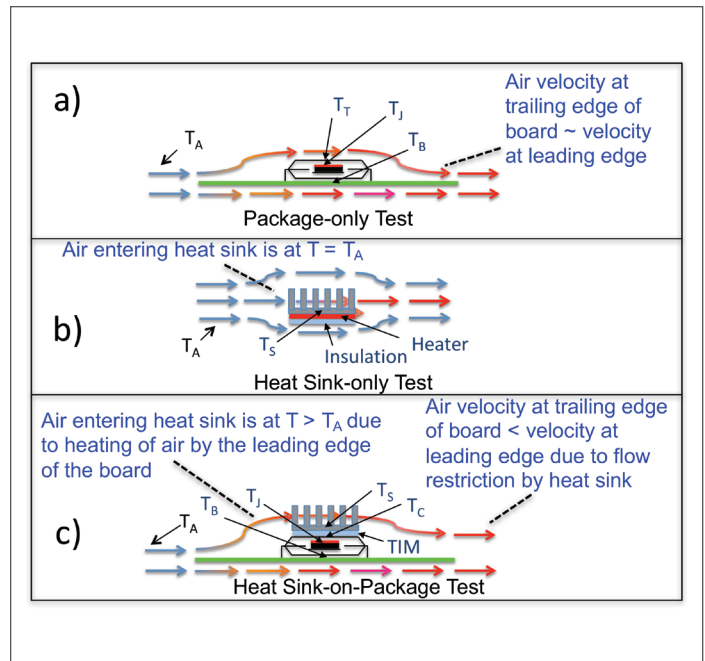 a)
T_T
T_J
T_B
T_A
Air velocity at
trailing edge of
board ~ velocity
at leading edge
Package-only Test
Air entering heat sink is at T = T_A
b)
T_A
T_S
Insulation
Heater
Heat Sink-only Test
Air entering heat sink is at T > T_A due
to heating of air by the leading edge
of the board
Air velocity at trailing edge
of board < velocity at
leading edge due to flow
restriction by heat sink
c)
T_A
T_B
T_J
T_S
T_C
TIM
Heat Sink-on-Package Test